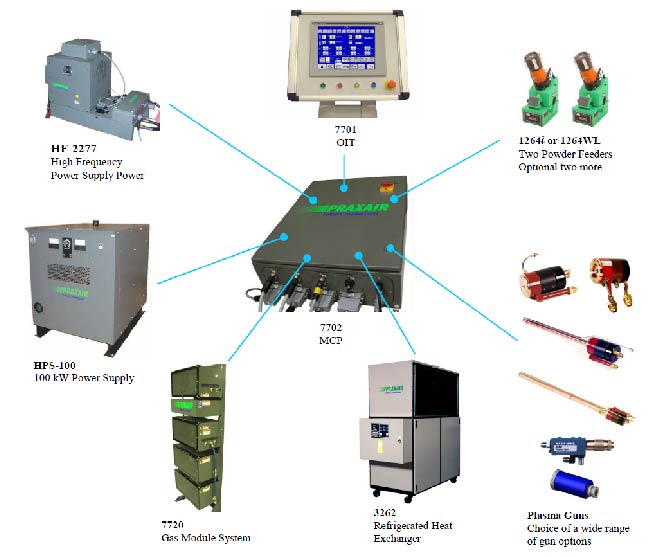 7701
OIT
HF 2277
High Frequency
Power Supply Power
1264i or 1264WL
Two Powder Feeders
Optional two more
PRAXAIR
7702
MCP
PRAXAIR
HPS-100
100 kW Power Supply
PRAXAIR
7720
Gas Module System
3262
Refrigerated Heat
Exchanger
Plasma Guns
Choice of a wide range
of gun options